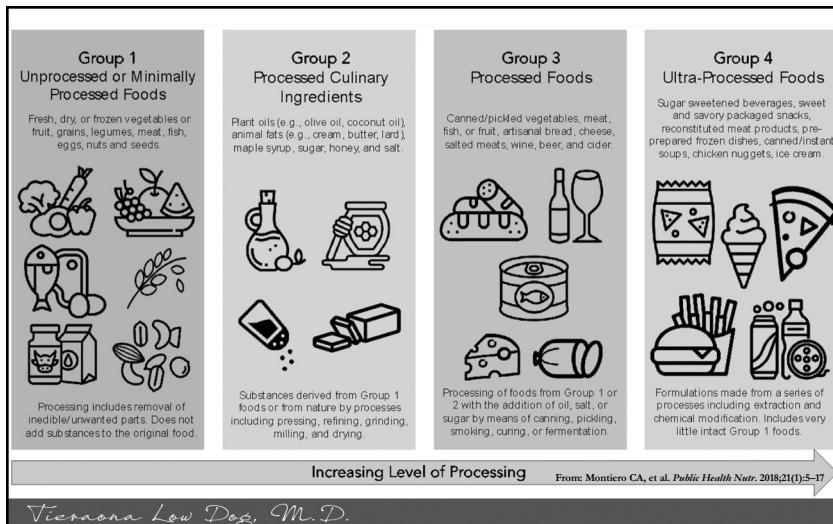 Group 1
Unprocessed or Minimally
Processed Foods
Fresh, dry, or frozen vegetables or
fruit, grains, legumes, meat, fish,
eggs, nuts and seeds.
Processing includes removal of
inedible/unwanted parts. Does not
add substances to the original food.
Group 2
Processed Culinary
Ingredients
Plant oils (e.g., olive oil, coconut oil),
animal fats (e.g., cream, butter, lard),
maple syrup, sugar, honey, and salt.
Substances derived from Group 1
foods or from nature by processes
including pressing, refining, grinding,
milling, and drying.
Group 3
Processed Foods
Canned/pickled vegetables, meat,
fish, or fruit, artisanal bread, cheese,
salted meats, wine, beer, and cider.
Processing of foods from Group 1 or
2 with the addition of oil, salt, or
sugar by means of canning, pickling,
smoking, curing, or fermentation.
Group 4
Ultra-Processed Foods
Sugar sweetened beverages, sweet
and savory packaged snacks,
reconstituted meat products, pre-
prepared frozen dishes, canned/instant
soups, chicken nuggets, ice cream.
Formulations made from a series of
processes including extraction and
chemical modification. Includes very
little intact Group 1 foods.
Increasing Level of Processing
From: Montiero CA, et al. Public Health Nutr. 2018;21(1):5–17
Tieraona Low Dog, M.D.